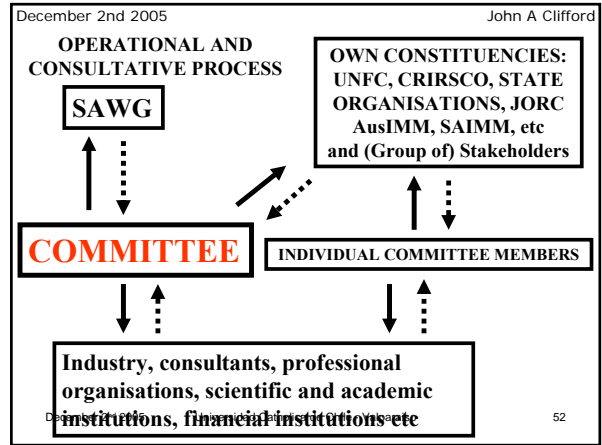 December 2nd 2005
John A Clifford
OPERATIONAL AND
CONSULTATIVE PROCESS
SAWG
OWN CONSTITUENCIES:
UNFC, CRIRSCO, STATE
ORGANISATIONS, JORC
AusIMM, SAIMM, etc
and (Group of) Stakeholders
COMMITTEE
INDIVIDUAL COMMITTEE MEMBERS
Industry, consultants, professional
organisations, scientific and academic
institutions, financial institutions etc
52